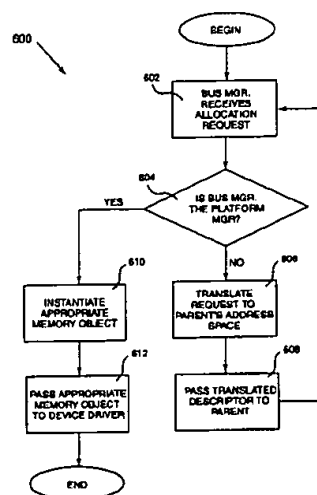 600
BEGIN
602
BUS MGR.
RECEIVES
ALLOCATION
REQUEST
604
IS BUS MGR.
THE PLATFORM
MGR?
YES
NO
610
INSTANTIATE
APPROPRIATE
MEMORY OBJECT
606
TRANSLATE
REQUEST TO
PARENT'S ADDRESS
SPACE
612
PASS APPROPRIATE
MEMORY OBJECT
TO DEVICE DRIVER
608
PASS TRANSLATED
DESCRIPTOR TO
PARENT
END